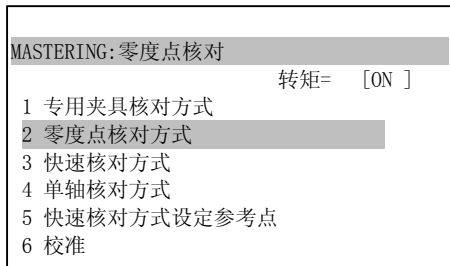 MASTERING:零度点核对
转矩= [ON ]
1 专用夹具核对方式
2 零度点核对方式
3 快速核对方式
4 单轴核对方式
5 快速核对方式设定参考点
6 校准